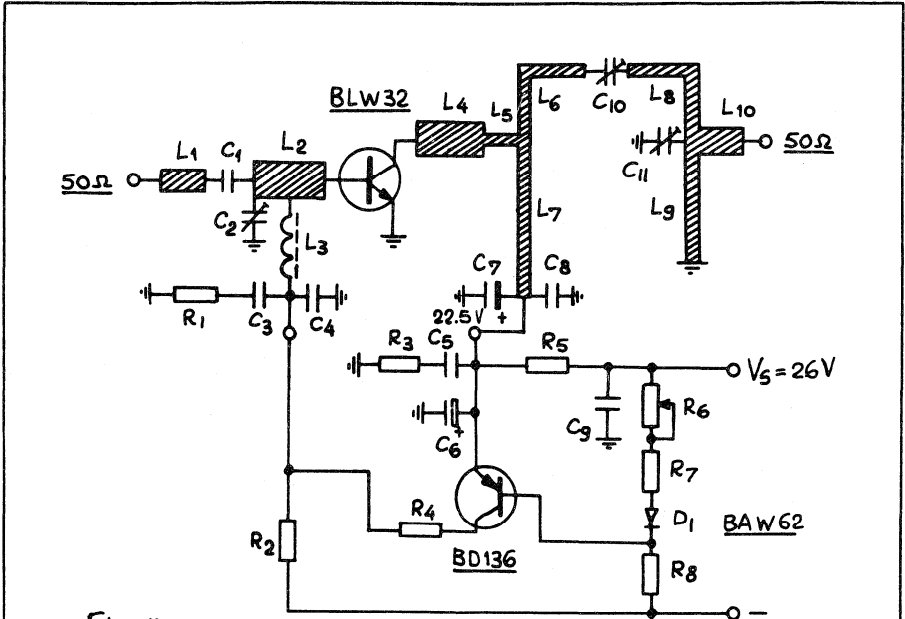 BLW32
L4
L5
L6
C10
L8
L10
50Ω
L1
C1
L2
50Ω
C2
L3
C11
L7
L9
R1
C3
C4
C7
C8
22.5V
+
R3
C5
R5
Vs=26V
C6
+
C9
R6
R7
D1
BAW62
R4
R2
BD136
R8
−